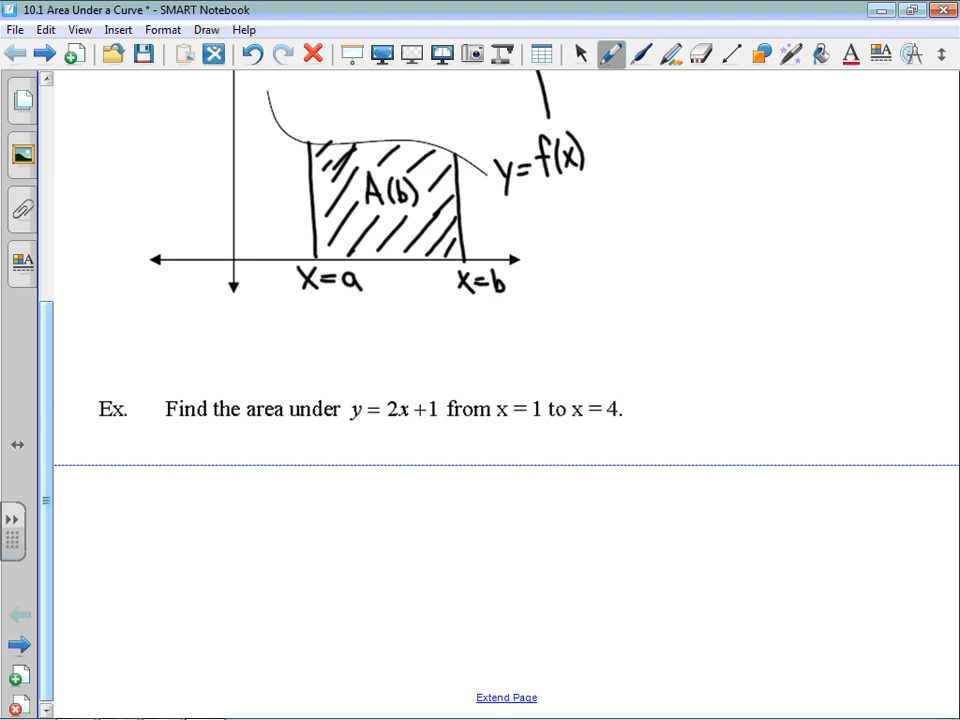 10.1 Area Under a Curve * - SMART Notebook
File Edit View Insert Format Draw Help
y=f(x)
A(b)
x=a x=b
Ex. Find the area under y = 2x +1 from x = 1 to x = 4.
Extend Page